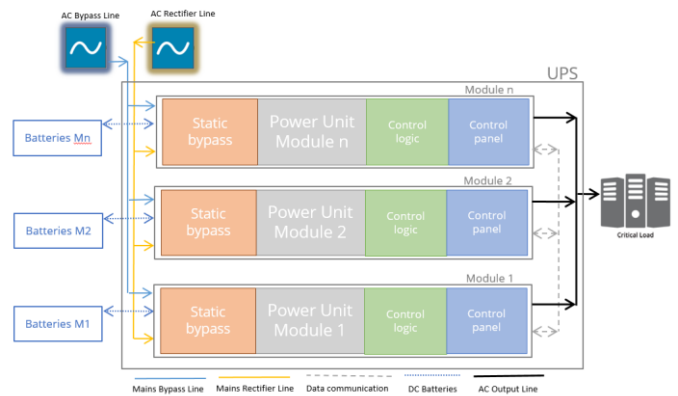 AC Bypass Line
AC Rectifier Line
UPS
Module n
Batteries Mn
Static
bypass
Power Unit
Module n
Control
logic
Control
panel
Module 2
Batteries M2
Static
bypass
Power Unit
Module 2
Control
logic
Control
panel
Critical Load
Module 1
Batteries M1
Static
bypass
Power Unit
Module 1
Control
logic
Control
panel
Mains Bypass Line
Mains Rectifier Line
Data communication
DC Batteries
AC Output Line